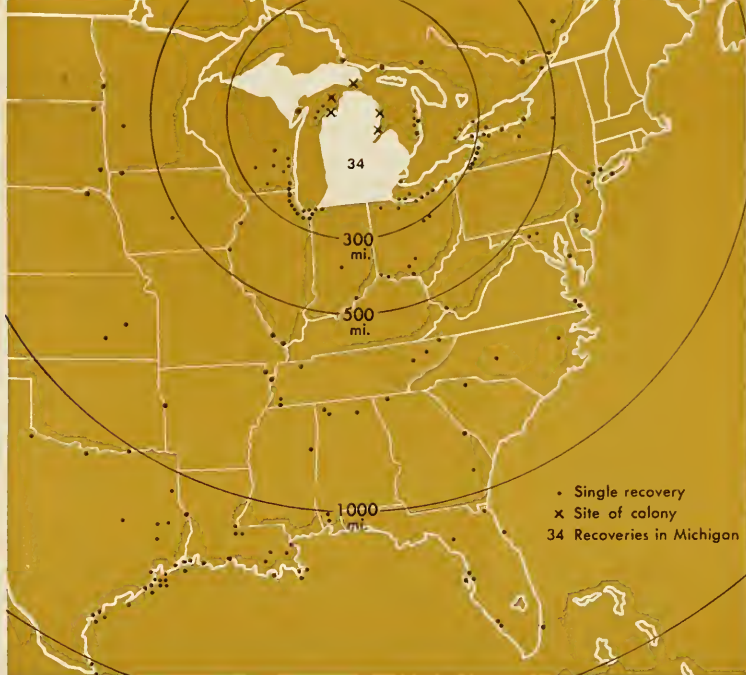 34
300
mi.
500
mi.
1000
mi.
• Single recovery
x Site of colony
34 Recoveries in Michigan